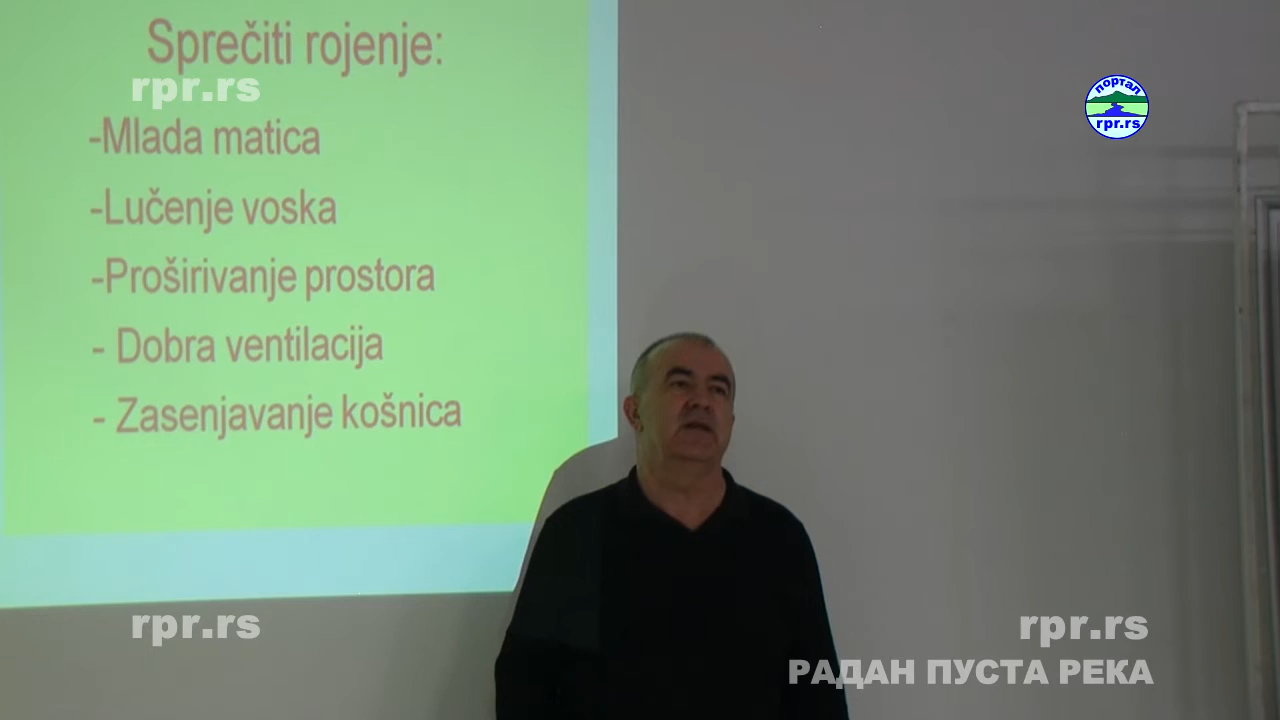 Sprečiti rojenje:
rpr.rs
-Mlada matica
-Lučenje voska
-Proširivanje prostora
- Dobra ventilacija
- Zasenjavanje košnica
портал
rpr.rs
rpr.rs
rpr.rs
РАДАН ПУСТА РЕКА